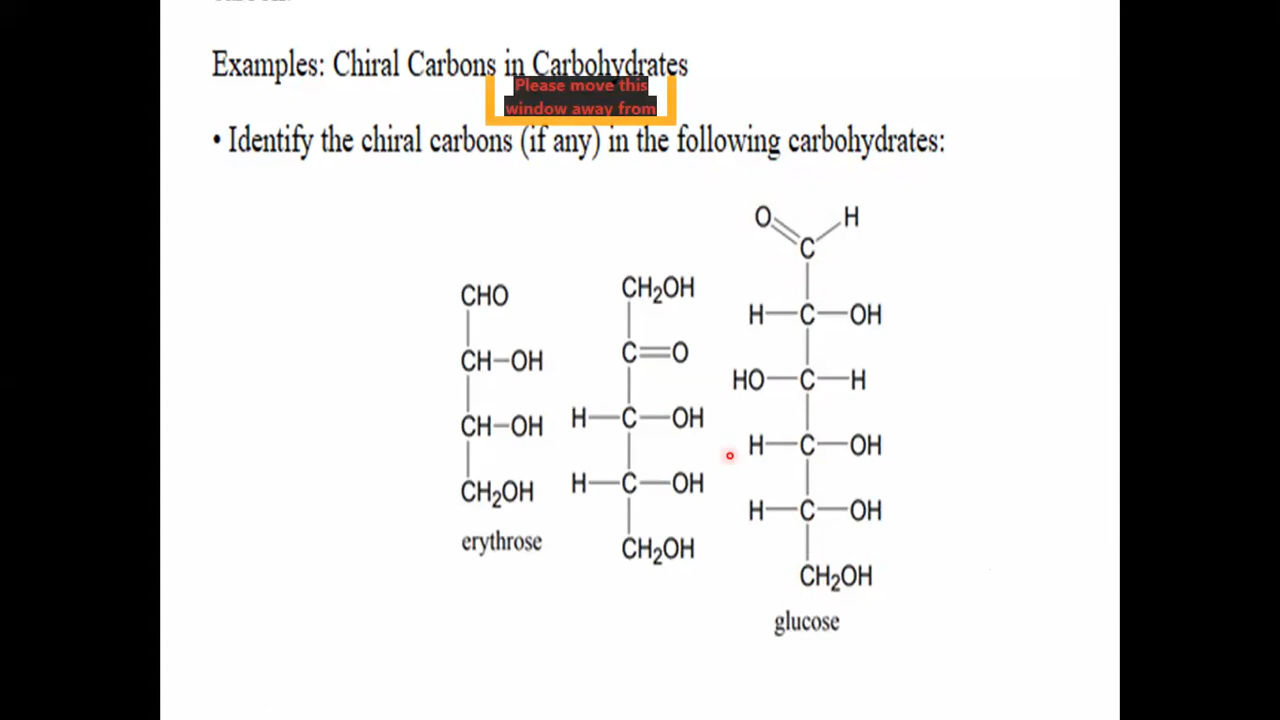 Examples: Chiral Carbons in Carbohydrates
Please move this
window away from
• Identify the chiral carbons (if any) in the following carbohydrates:
CHO
CH-OH
CH-OH
CH₂OH
erythrose
CH₂OH
C=O
H-C-OH
H-C-OH
CH₂OH
O H
C
H-C-OH
HO-C-H
H-C-OH
H-C-OH
CH₂OH
glucose